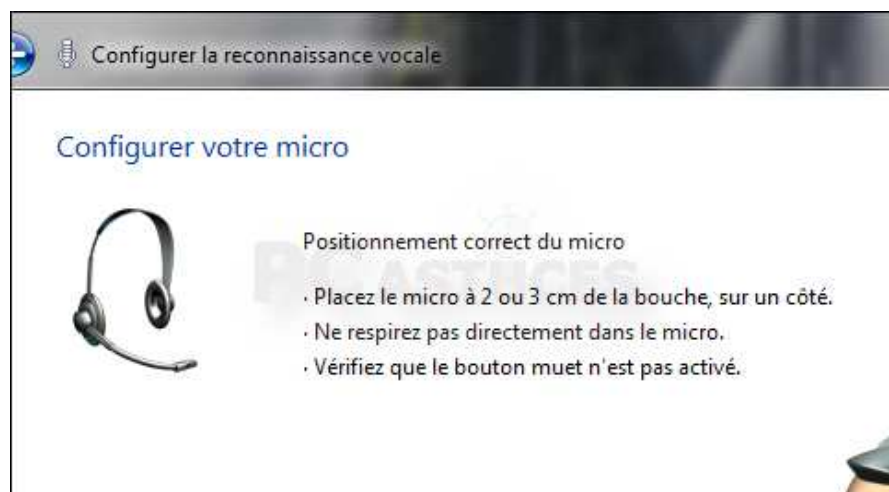 Configurer la reconnaissance vocale
Configurer votre micro
Positionnement correct du micro
PC ASTUCES
· Placez le micro à 2 ou 3 cm de la bouche, sur un côté.
· Ne respirez pas directement dans le micro.
· Vérifiez que le bouton muet n'est pas activé.